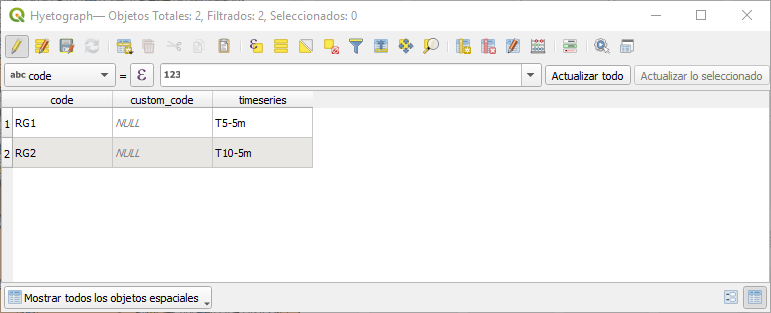 Hyetograph— Objetos Totales: 2, Filtrados: 2, Seleccionados: 0
abc code = ε 123 Actualizar todo Actualizar lo seleccionado
code custom_code timeseries
1 RG1 NULL T5-5m
2 RG2 NULL T10-5m
Mostrar todos los objetos espaciales